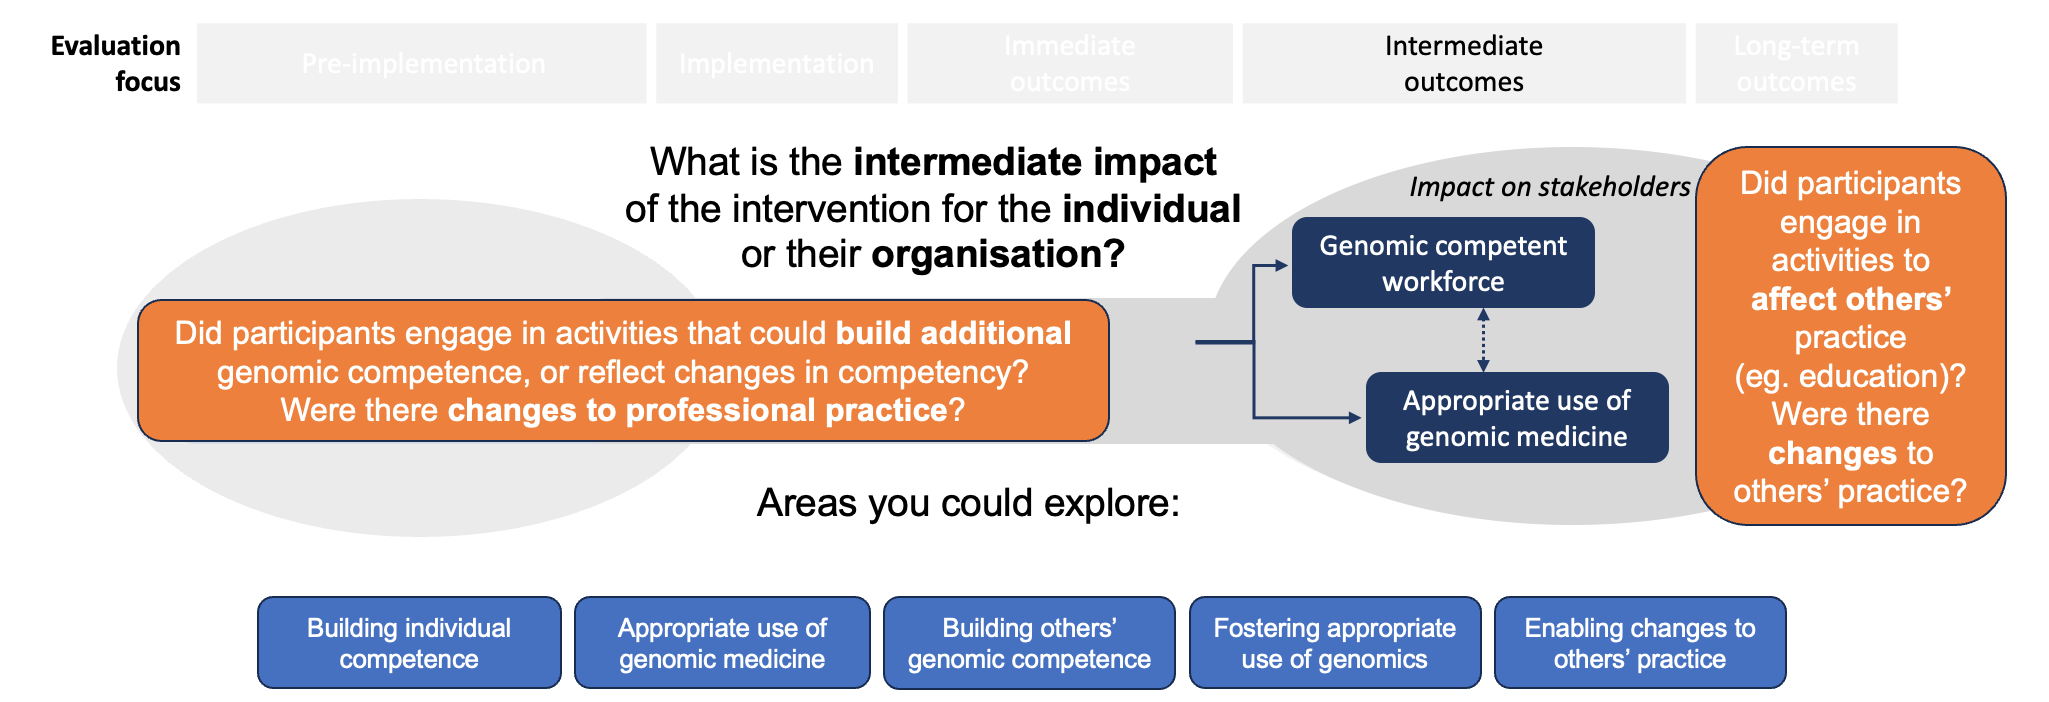 Evaluation
focus
Pre-implementation
Implementation
Immediate
outcomes
Intermediate
outcomes
Long-term
outcomes
What is the intermediate impact
of the intervention for the individual
or their organisation?
Impact on stakeholders
Genomic competent
workforce
Appropriate use of
genomic medicine
Did participants engage in activities that could build additional
genomic competence, or reflect changes in competency?
Were there changes to professional practice?
Did participants
engage in
activities to
affect others’
practice
(eg. education)?
Were there
changes to
others’ practice?
Areas you could explore:
Building individual
competence
Appropriate use of
genomic medicine
Building others’
genomic competence
Fostering appropriate
use of genomics
Enabling changes to
others’ practice